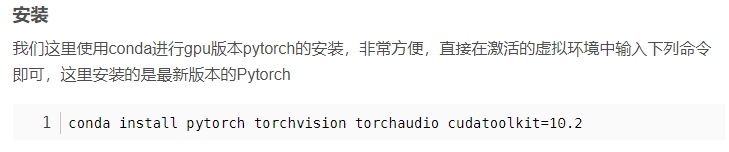 安装
我们这里使用conda进行gpu版本pytorch的安装，非常方便，直接在激活的虚拟环境中输入下列命令
即可，这里安装的是最新版本的Pytorch
1 conda install pytorch torchvision torchaudio cudatoolkit=10.2